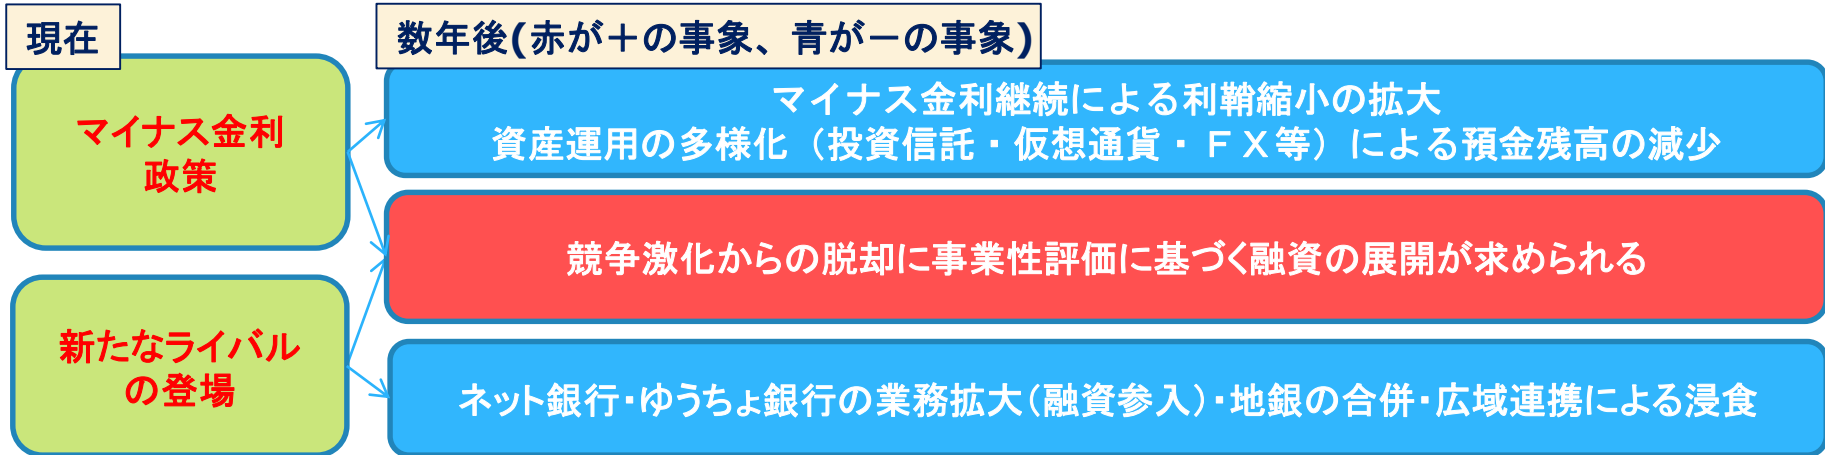 現在
数年後(赤が＋の事象、青がーの事象)
マイナス金利
政策
マイナス金利継続による利鞘縮小の拡大
資産運用の多様化（投資信託・仮想通貨・ＦＸ等）による預金残高の減少
競争激化からの脱却に事業性評価に基づく融資の展開が求められる
新たなライバル
の登場
ネット銀行・ゆうちょ銀行の業務拡大（融資参入）・地銀の合併・広域連携による浸食